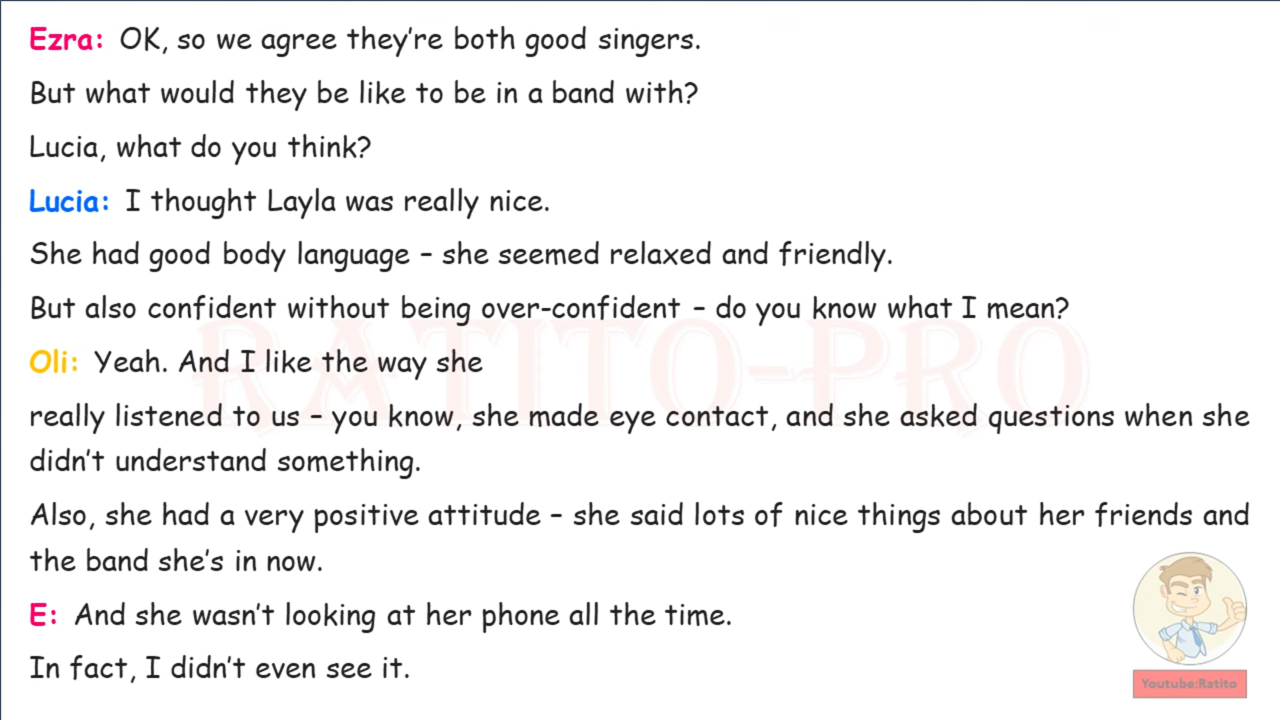 Ezra: OK, so we agree they're both good singers.
But what would they be like to be in a band with?
Lucia, what do you think?
Lucia: I thought Layla was really nice.
She had good body language – she seemed relaxed and friendly.
But also confident without being over-confident – do you know what I mean?
RATITO-PRO
Oli: Yeah. And I like the way she
really listened to us – you know, she made eye contact, and she asked questions when she
didn't understand something.
Also, she had a very positive attitude – she said lots of nice things about her friends and
the band she's in now.
E: And she wasn't looking at her phone all the time.
In fact, I didn't even see it.
Youtube:Ratito